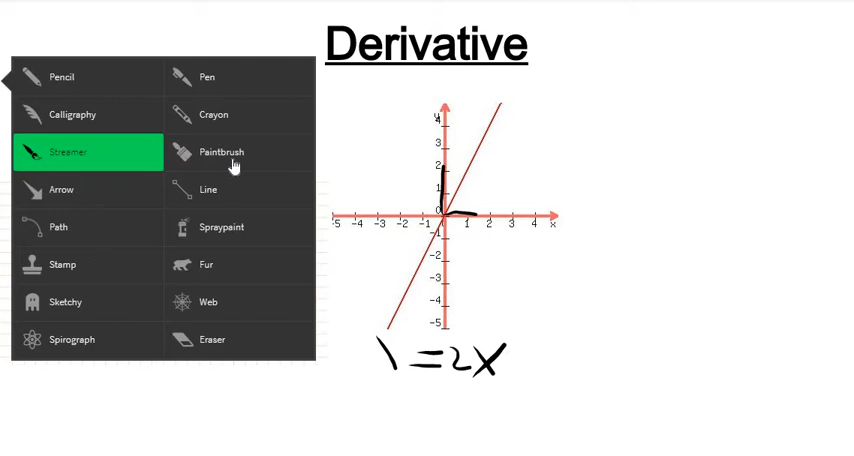 Derivative
Pencil
Pen
Calligraphy
Crayon
Streamer
Paintbrush
Arrow
Line
Path
Spraypaint
Stamp
Fur
Sketchy
Web
Spirograph
Eraser
y
4
3
2
1
0
-5 -4 -3 -2 -1 0 1 2 3 4 x
-1
-2
-3
-4
-5
=2x